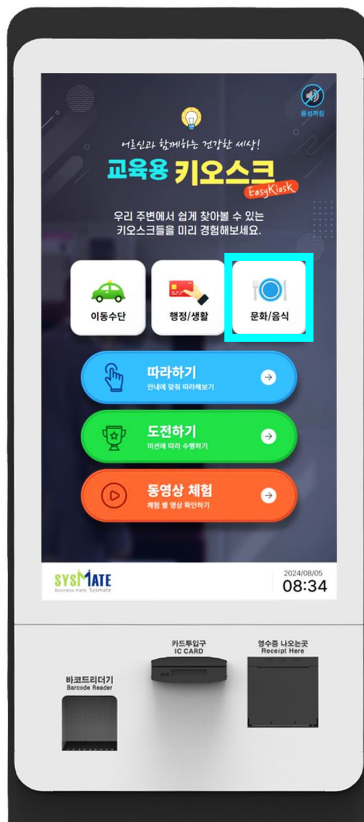 음성꺼짐
어르신과 함께하는 건강한 세상!
교육용 키오스크
EasyKiosk
우리 주변에서 쉽게 찾아볼 수 있는
키오스크들을 미리 경험해보세요.
이동수단
행정/생활
문화/음식
따라하기
안내에 맞춰 따라해보기
도전하기
미션에 따라 수행하기
동영상 체험
체험 별 영상 확인하기
SYSMATE
Business mate, Sysmate
2024/08/05
08:34
카드투입구
IC CARD
영수증 나오는곳
Receipt Here
바코드리더기
Barcode Reader